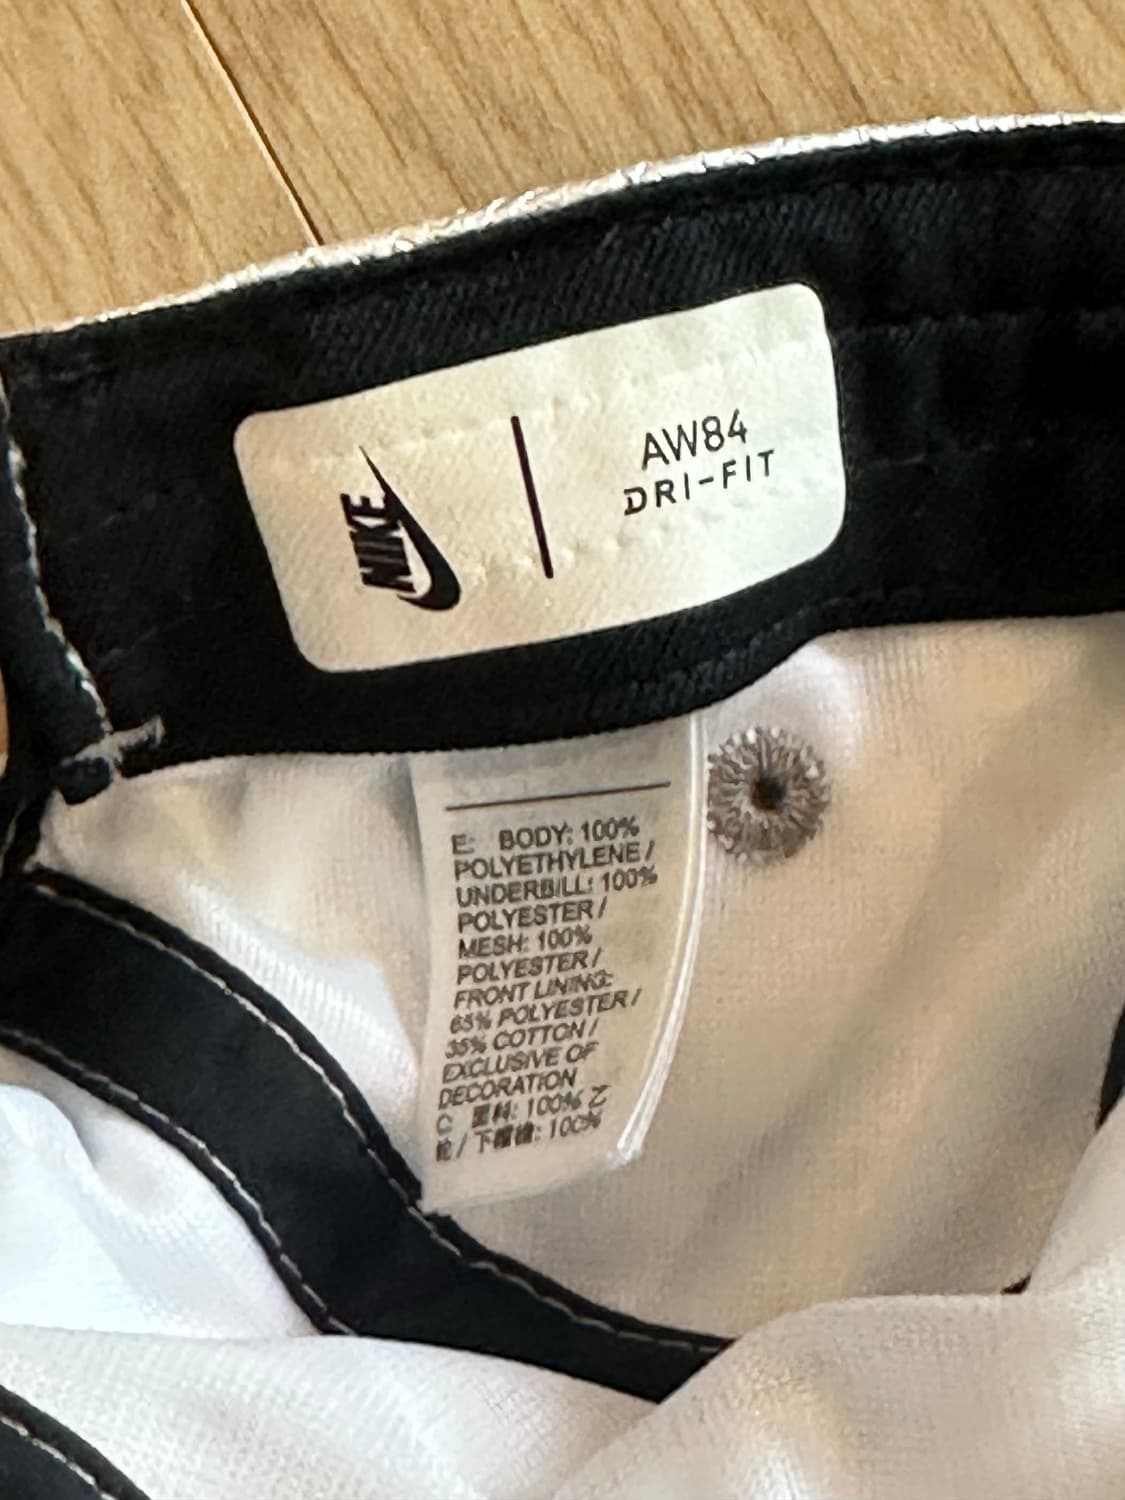 NIKE
AW84
DRI-FIT
E: BODY: 100%
POLYETHYLENE /
UNDERBILL: 100%
POLYESTER /
MESH: 100%
POLYESTER /
FRONT LINING:
65% POLYESTER /
35% COTTON /
EXCLUSIVE OF
DECORATION
C 面料: 100% 乙
纶 / 下帽檐: 100%